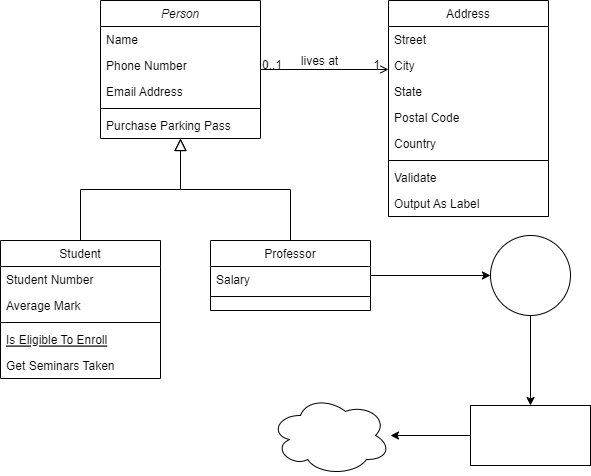 Person
Name
Phone Number
Email Address
Purchase Parking Pass
0..1
lives at
1
Address
Street
City
State
Postal Code
Country
Validate
Output As Label
Student
Student Number
Average Mark
Is Eligible To Enroll
Get Seminars Taken
Professor
Salary